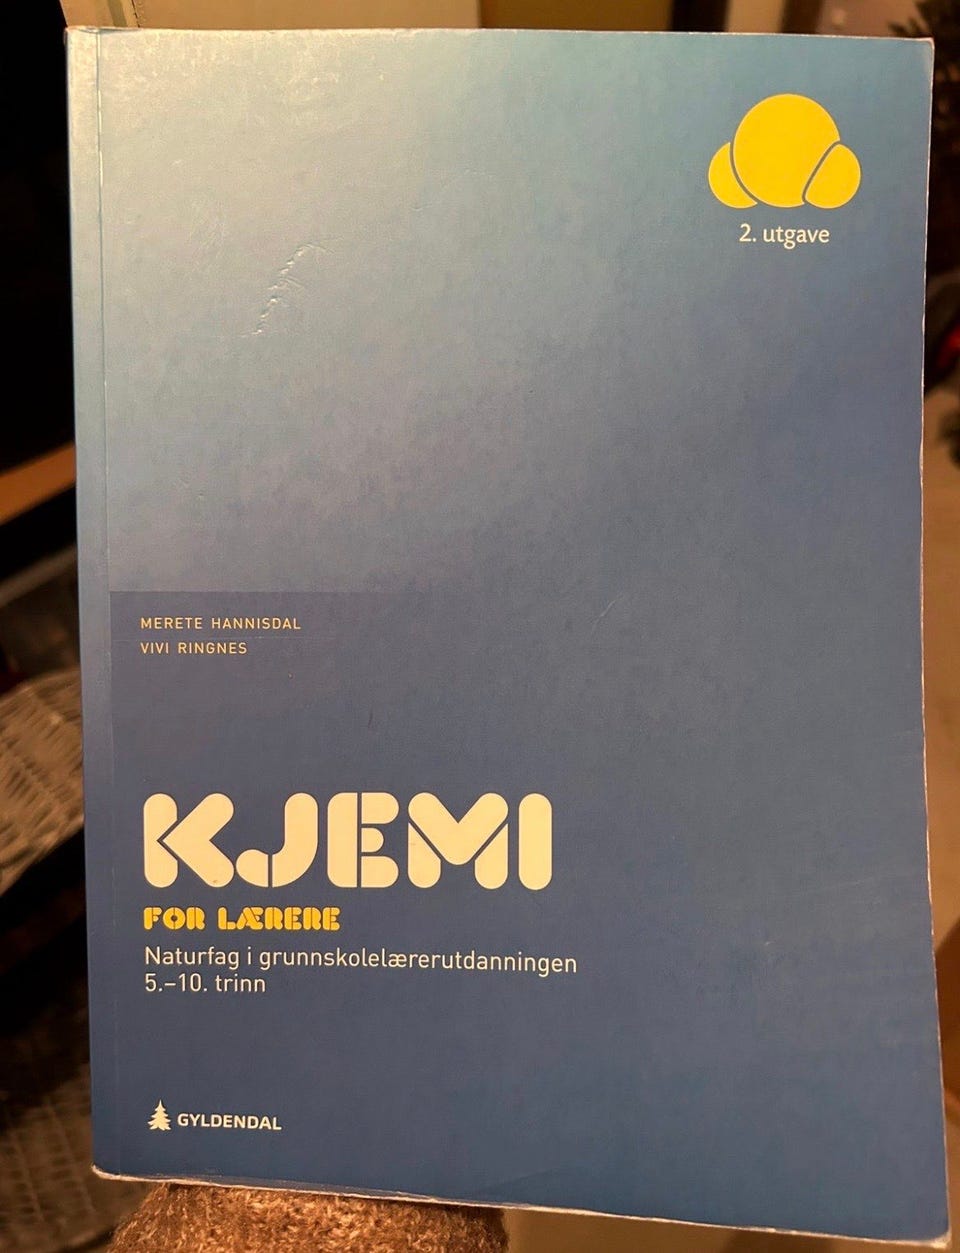 2. utgave
MERETE HANNISDAL
VIVI RINGNES
KJEMI
FOR LÆRERE
Naturfag i grunnskolelærerutdanningen
5.–10. trinn
GYLDENDAL